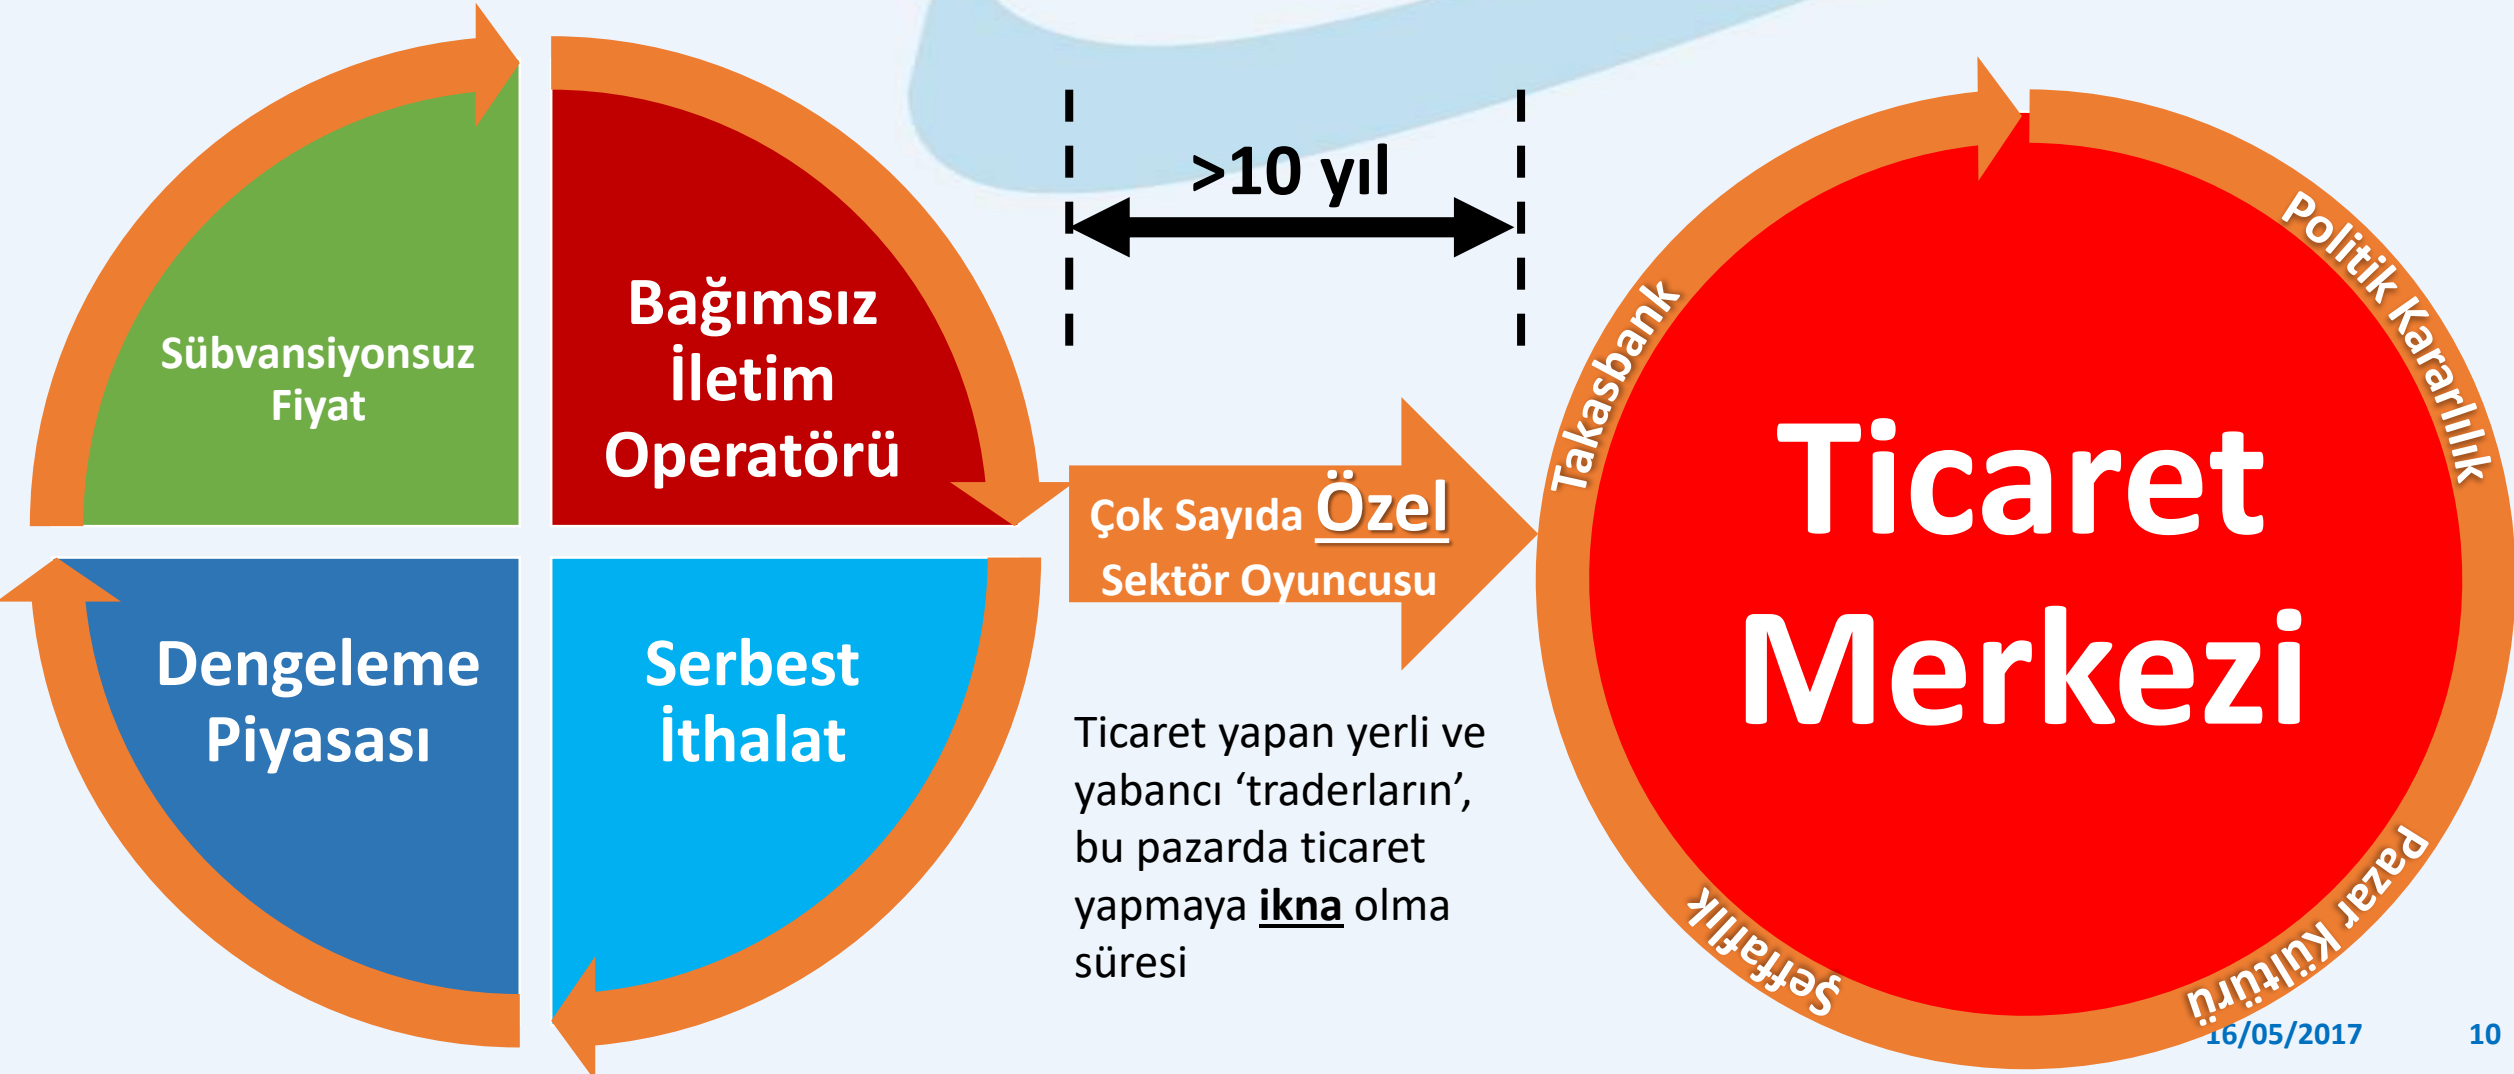 Sübvansiyonsuz
Fiyat
Bağımsız
İletim
Operatörü
Dengeleme
Piyasası
Serbest
İthalat
>10 yıl
Çok Sayıda Özel
Sektör Oyuncusu
Ticaret yapan yerli ve
yabancı ‘traderların’,
bu pazarda ticaret
yapmaya ikna olma
süresi
Takasbank
Politik Kararlılık
Ticaret
Merkezi
Pazar Kültürü
Şeffaflık
16/05/2017
10